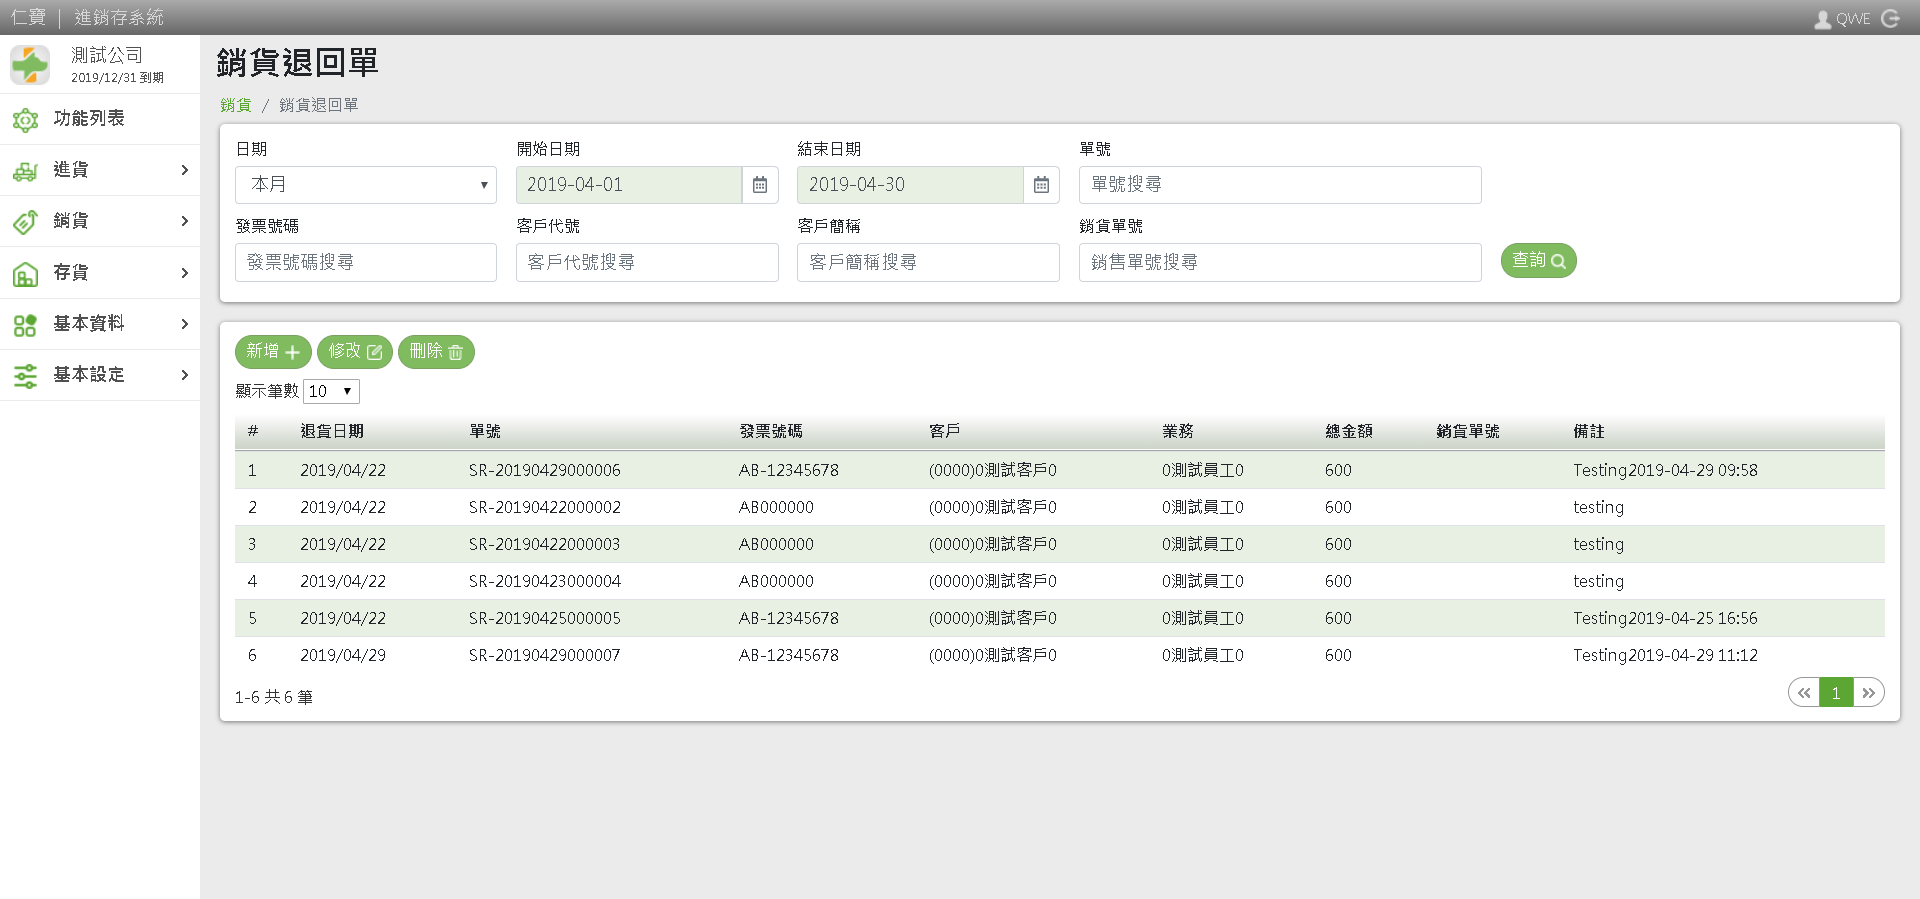 仁寶 | 進銷存系統 QWE
測試公司
2019/12/31 到期
功能列表
進貨
銷貨
存貨
基本資料
基本設定
銷貨退回單
銷貨 / 銷貨退回單
日期 開始日期 結束日期 單號
本月 2019-04-01 2019-04-30 單號搜尋
發票號碼 客戶代號 客戶簡稱 銷貨單號
發票號碼搜尋 客戶代號搜尋 客戶簡稱搜尋 銷售單號搜尋 查詢
新增 修改 刪除
顯示筆數 10
# 退貨日期 單號 發票號碼 客戶 業務 總金額 銷貨單號 備註
1 2019/04/22 SR-20190429000006 AB-12345678 (0000)0測試客戶0 0測試員工0 600 Testing2019-04-29 09:58
2 2019/04/22 SR-20190422000002 AB000000 (0000)0測試客戶0 0測試員工0 600 testing
3 2019/04/22 SR-20190422000003 AB000000 (0000)0測試客戶0 0測試員工0 600 testing
4 2019/04/22 SR-20190423000004 AB000000 (0000)0測試客戶0 0測試員工0 600 testing
5 2019/04/22 SR-20190425000005 AB-12345678 (0000)0測試客戶0 0測試員工0 600 Testing2019-04-25 16:56
6 2019/04/29 SR-20190429000007 AB-12345678 (0000)0測試客戶0 0測試員工0 600 Testing2019-04-29 11:12
1-6 共 6 筆 « 1 »